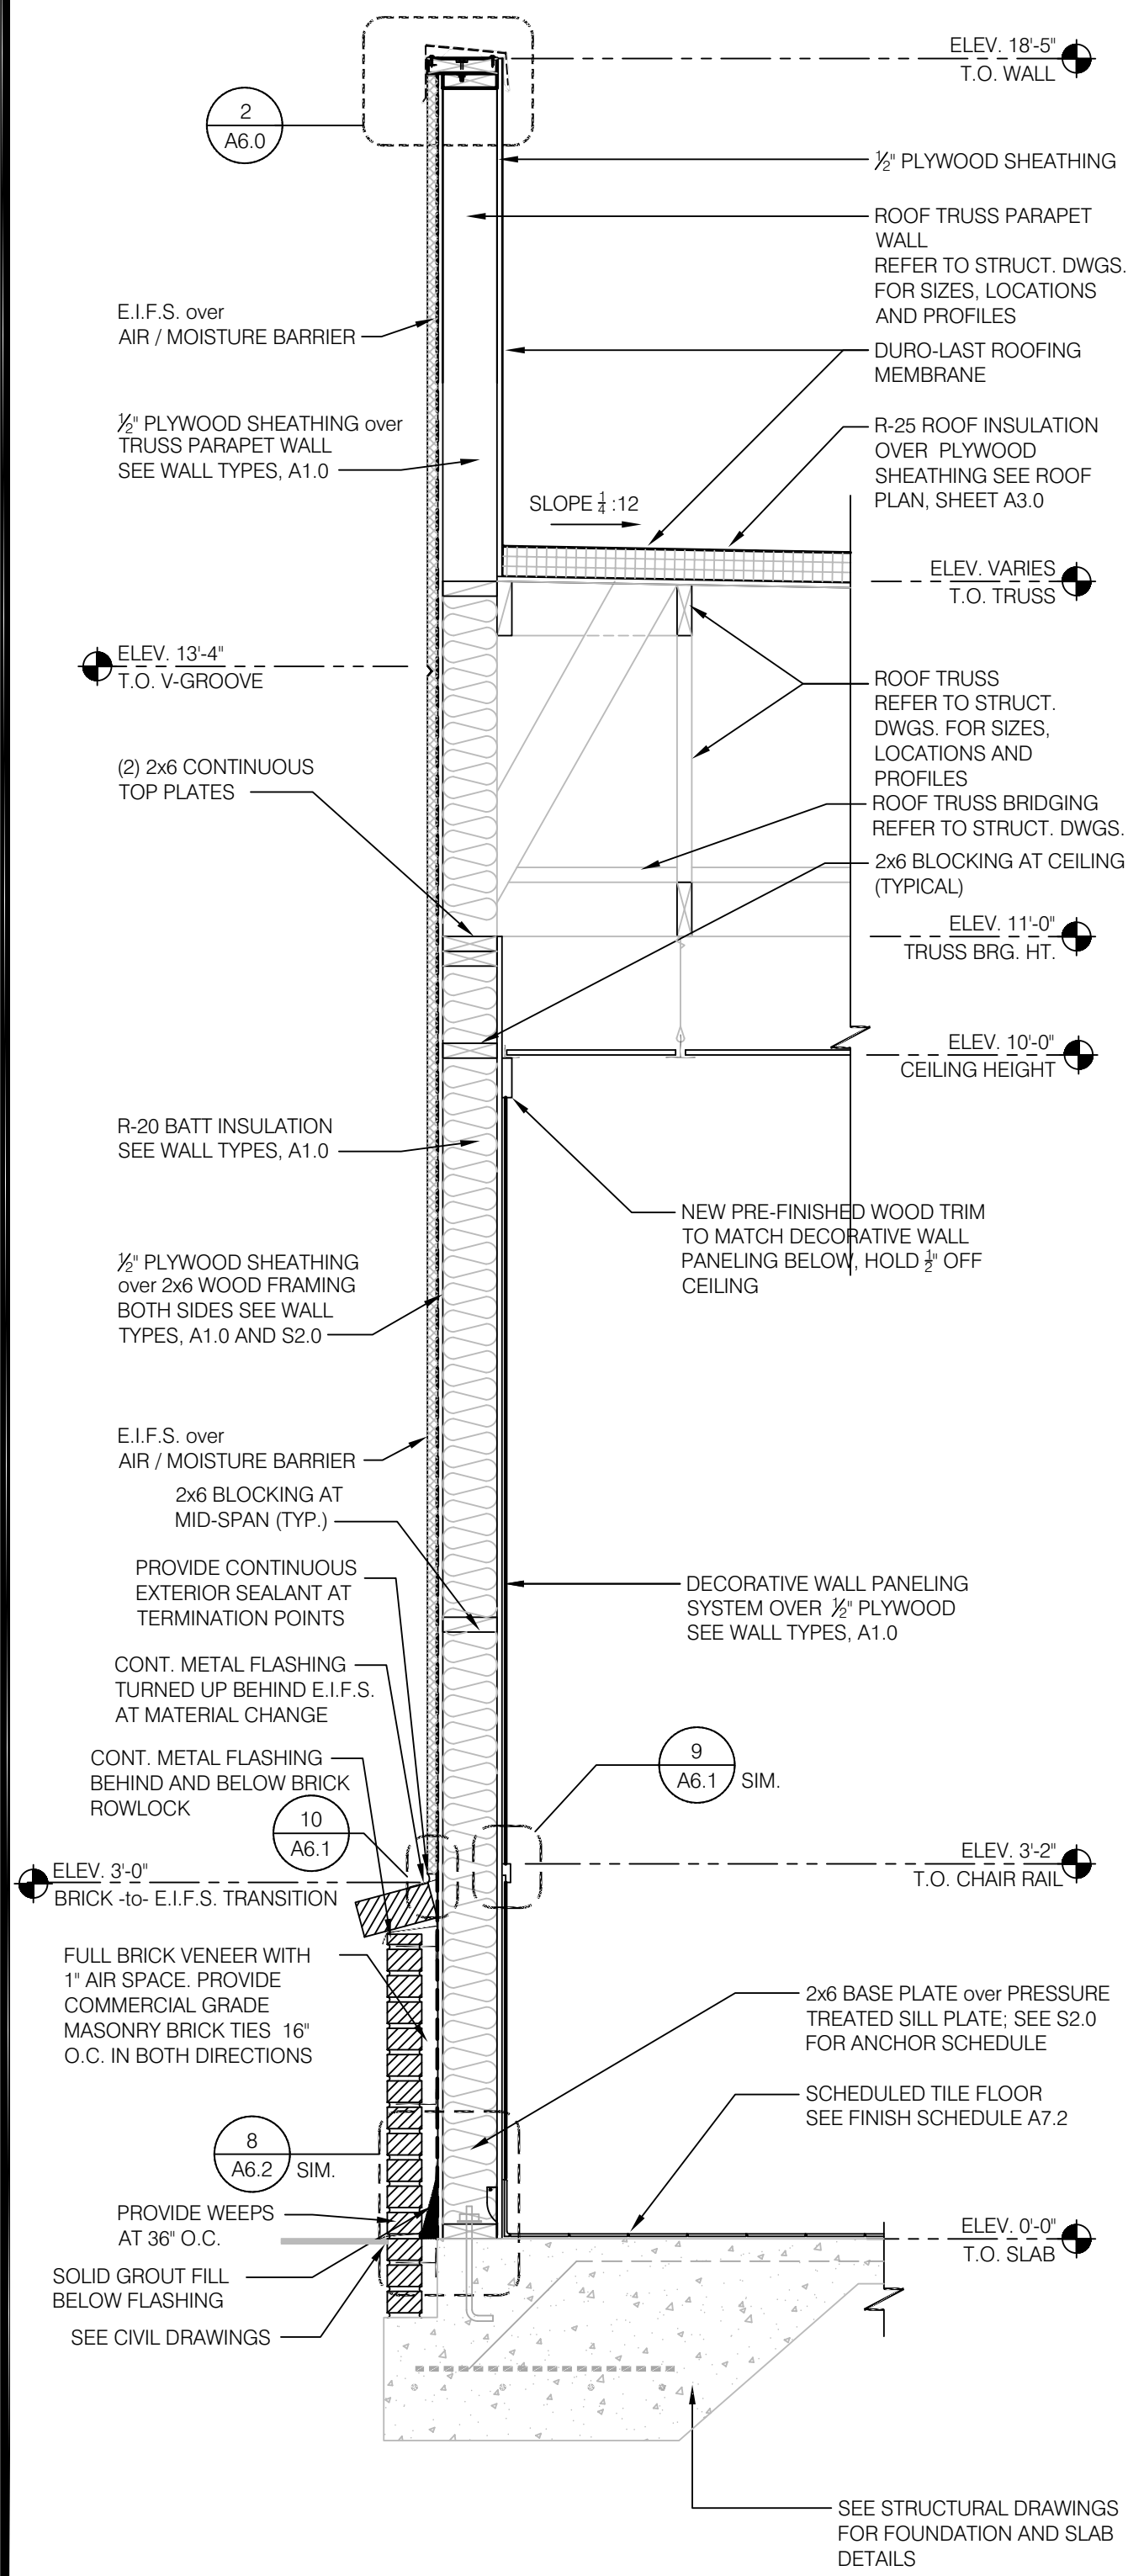 ELEV. 18'-5"
T.O. WALL
2
A6.0
½" PLYWOOD SHEATHING
ROOF TRUSS PARAPET
WALL
REFER TO STRUCT. DWGS.
FOR SIZES, LOCATIONS
AND PROFILES
E.I.F.S. over
AIR / MOISTURE BARRIER
DURO-LAST ROOFING
MEMBRANE
½" PLYWOOD SHEATHING over
TRUSS PARAPET WALL
SEE WALL TYPES, A1.0
R-25 ROOF INSULATION
OVER PLYWOOD
SHEATHING SEE ROOF
PLAN, SHEET A3.0
SLOPE ¼ :12
ELEV. VARIES
T.O. TRUSS
ELEV. 13'-4"
T.O. V-GROOVE
ROOF TRUSS
REFER TO STRUCT.
DWGS. FOR SIZES,
LOCATIONS AND
PROFILES
(2) 2x6 CONTINUOUS
TOP PLATES
ROOF TRUSS BRIDGING
REFER TO STRUCT. DWGS.
2x6 BLOCKING AT CEILING
(TYPICAL)
ELEV. 11'-0"
TRUSS BRG. HT.
ELEV. 10'-0"
CEILING HEIGHT
R-20 BATT INSULATION
SEE WALL TYPES, A1.0
NEW PRE-FINISHED WOOD TRIM
TO MATCH DECORATIVE WALL
PANELING BELOW, HOLD ½" OFF
CEILING
½" PLYWOOD SHEATHING
over 2x6 WOOD FRAMING
BOTH SIDES SEE WALL
TYPES, A1.0 AND S2.0
E.I.F.S. over
AIR / MOISTURE BARRIER
2x6 BLOCKING AT
MID-SPAN (TYP.)
PROVIDE CONTINUOUS
EXTERIOR SEALANT AT
TERMINATION POINTS
DECORATIVE WALL PANELING
SYSTEM OVER ½" PLYWOOD
SEE WALL TYPES, A1.0
CONT. METAL FLASHING
TURNED UP BEHIND E.I.F.S.
AT MATERIAL CHANGE
CONT. METAL FLASHING
BEHIND AND BELOW BRICK
ROWLOCK
9
A6.1 SIM.
10
A6.1
ELEV. 3'-2"
T.O. CHAIR RAIL
ELEV. 3'-0"
BRICK -to- E.I.F.S. TRANSITION
FULL BRICK VENEER WITH
1" AIR SPACE. PROVIDE
COMMERCIAL GRADE
MASONRY BRICK TIES 16"
O.C. IN BOTH DIRECTIONS
2x6 BASE PLATE over PRESSURE
TREATED SILL PLATE; SEE S2.0
FOR ANCHOR SCHEDULE
SCHEDULED TILE FLOOR
SEE FINISH SCHEDULE A7.2
8
A6.2 SIM.
PROVIDE WEEPS
AT 36" O.C.
ELEV. 0'-0"
T.O. SLAB
SOLID GROUT FILL
BELOW FLASHING
SEE CIVIL DRAWINGS
SEE STRUCTURAL DRAWINGS
FOR FOUNDATION AND SLAB
DETAILS